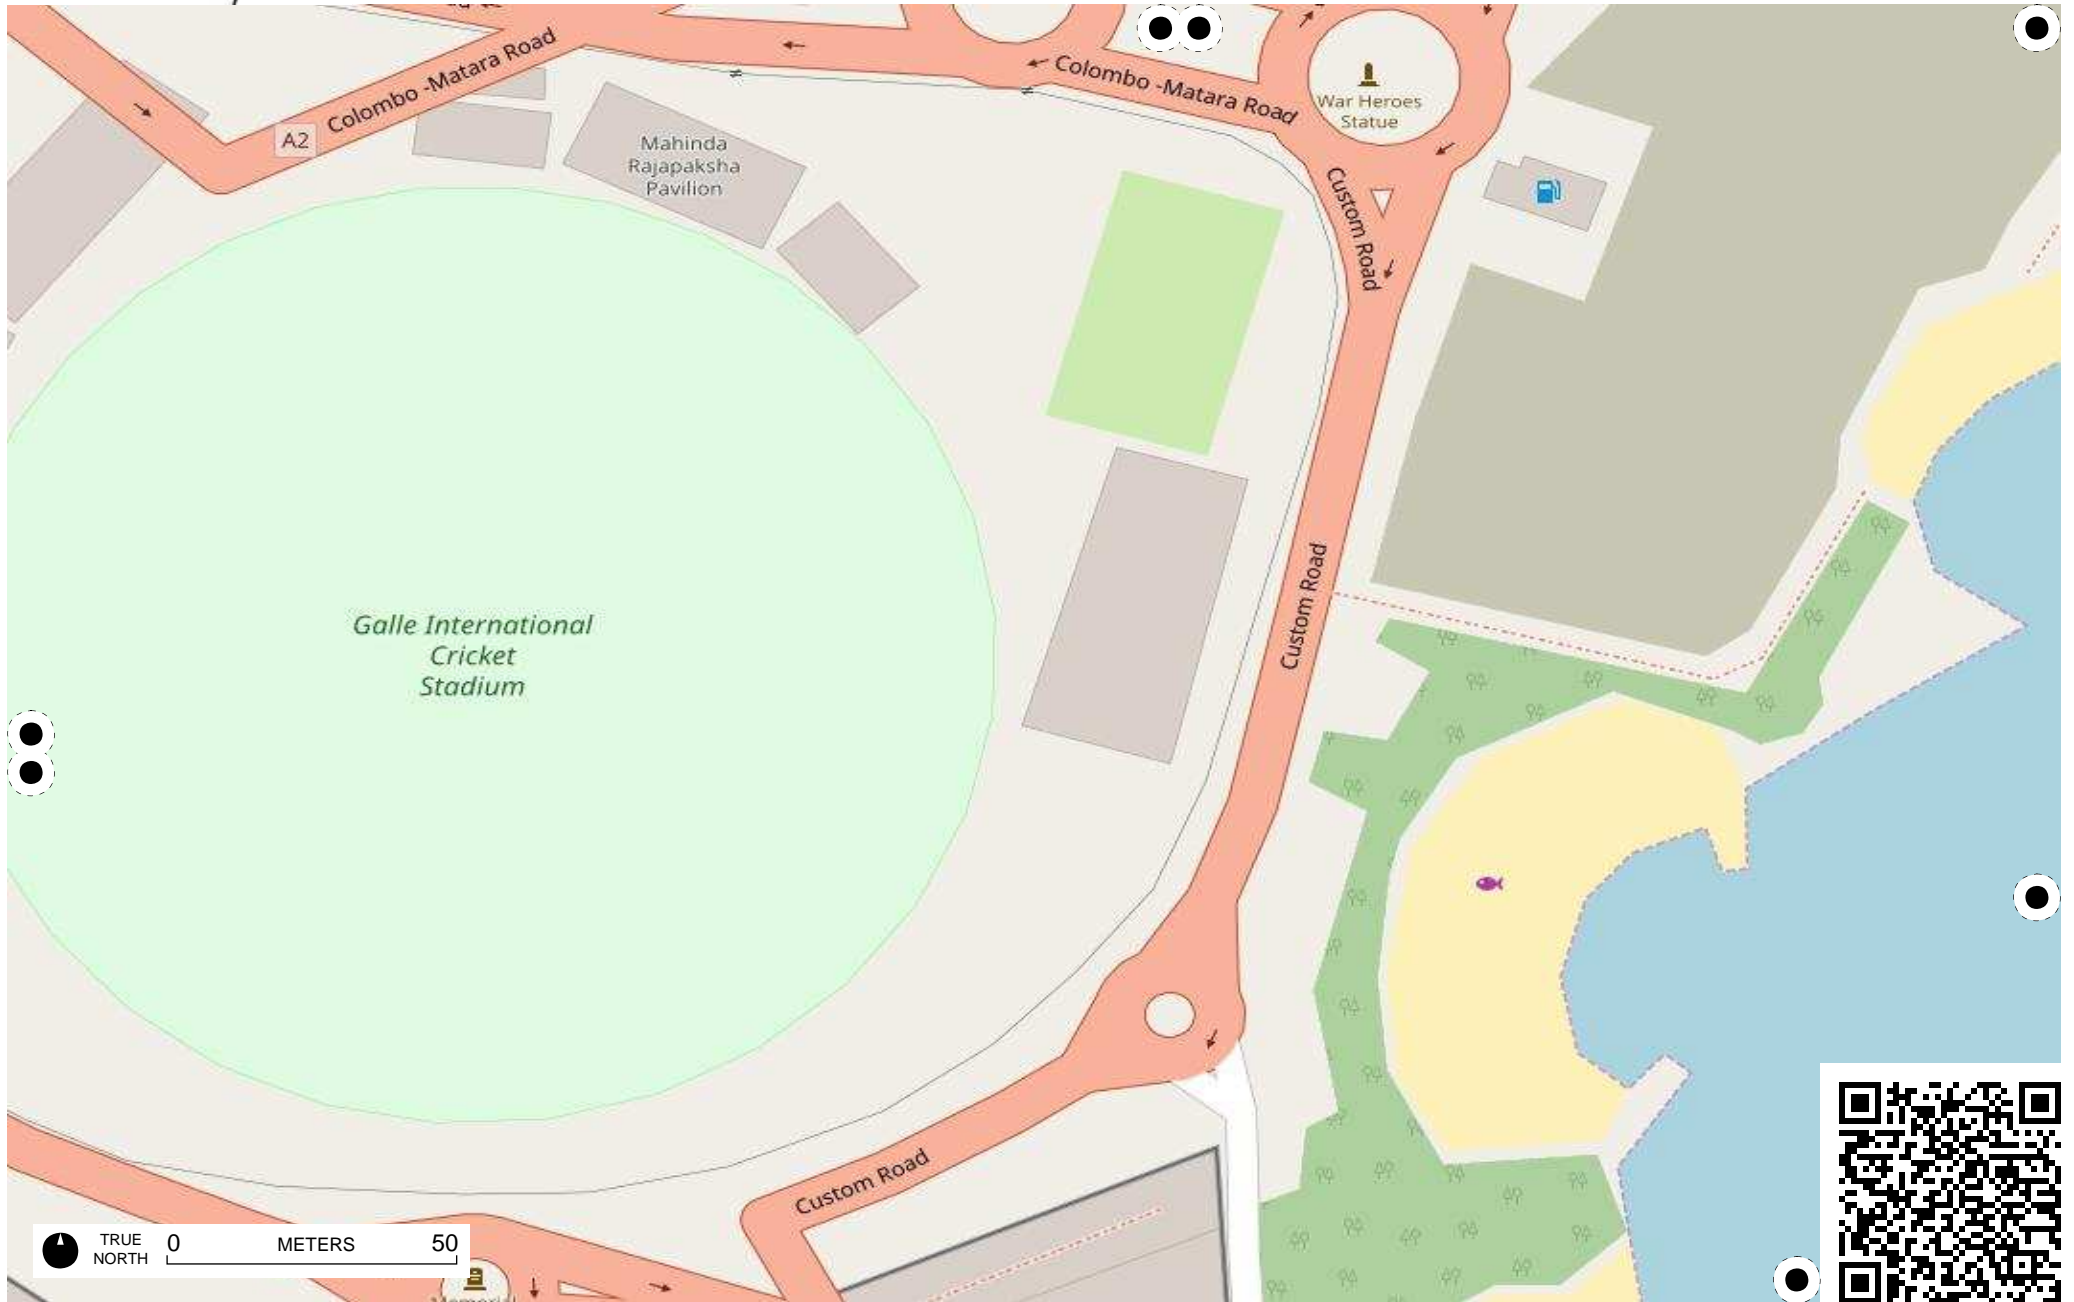 Colombo -Matara Road
A2
Colombo -Matara Road
War Heroes
Statue
Mahinda
Rajapaksha
Pavilion
Custom Road
Galle International
Cricket
Stadium
Custom Road
Custom Road
TRUE
NORTH
0
METERS
50
Memorial